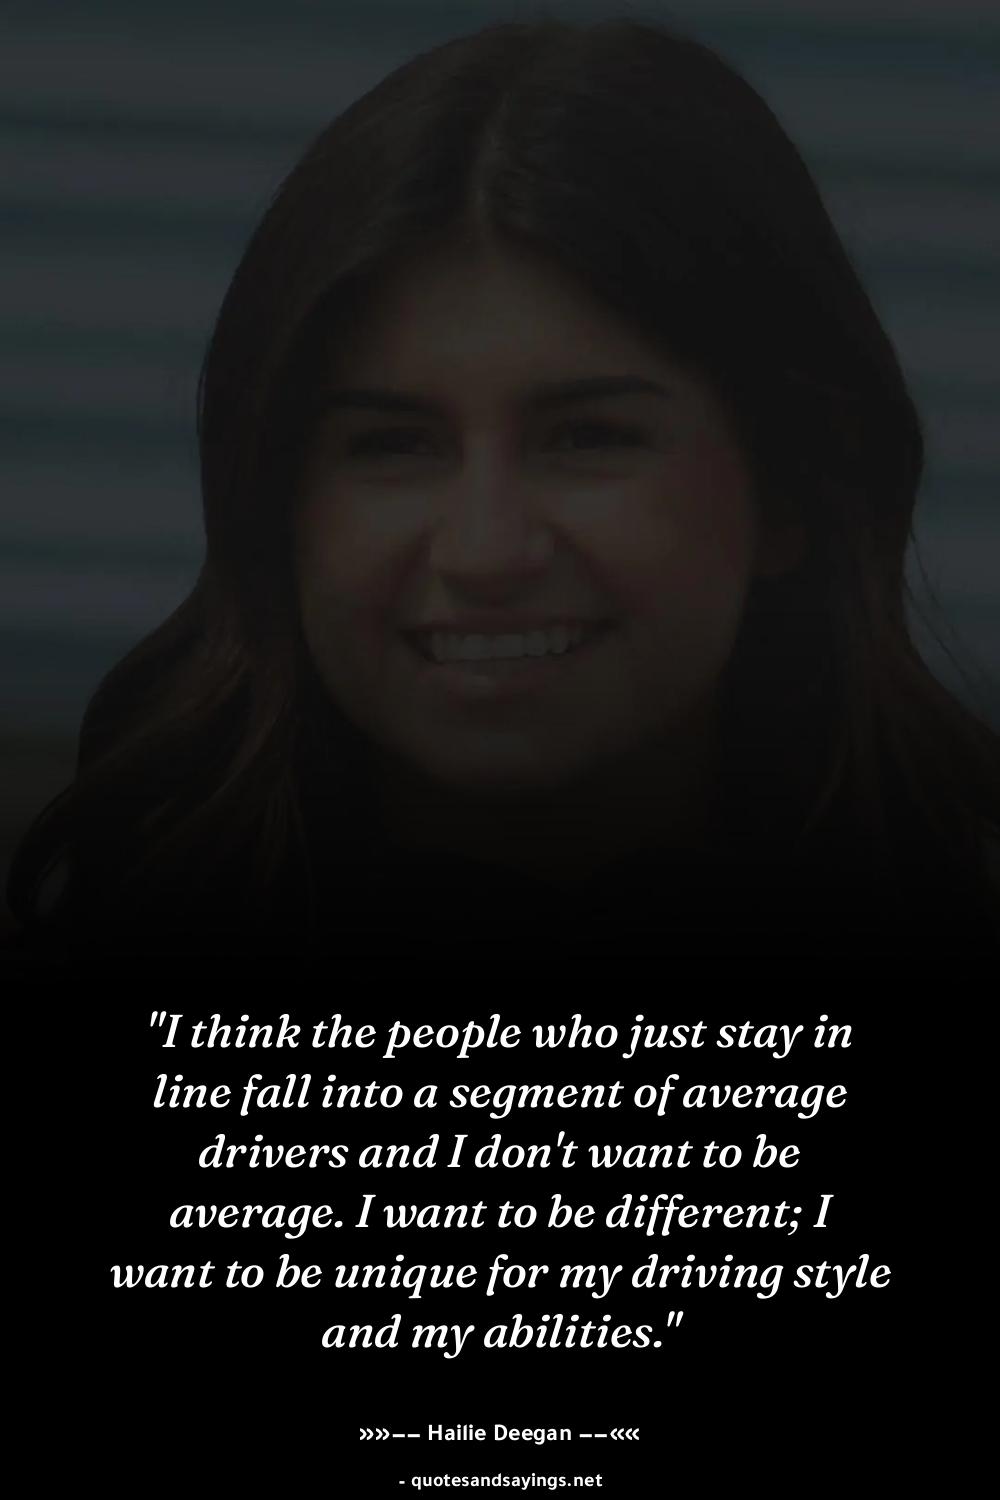 "I think the people who just stay in
line fall into a segment of average
drivers and I don't want to be
average. I want to be different; I
want to be unique for my driving style
and my abilities."
»»−− Hailie Deegan −−««
- quotesandsayings.net